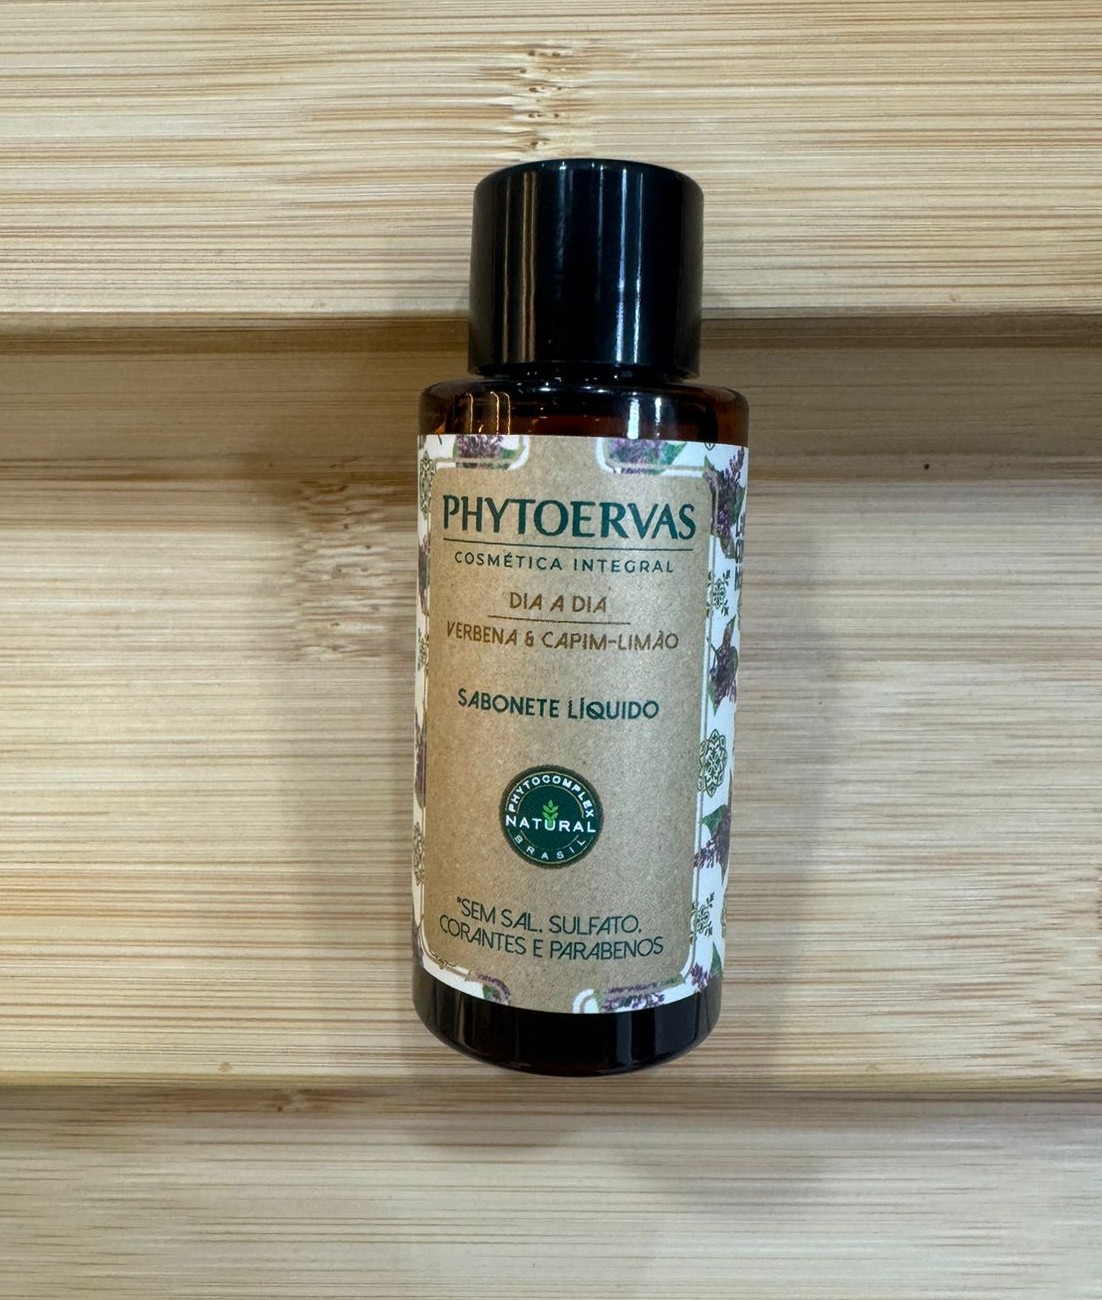 PHYTOERVAS
COSMÉTICA INTEGRAL
DIA A DIA
VERBENA & CAPIM-LIMÃO
SABONETE LÍQUIDO
PHYTOCOMPLEX
NATURAL
BRASIL
*SEM SAL, SULFATO,
CORANTES E PARABENOS